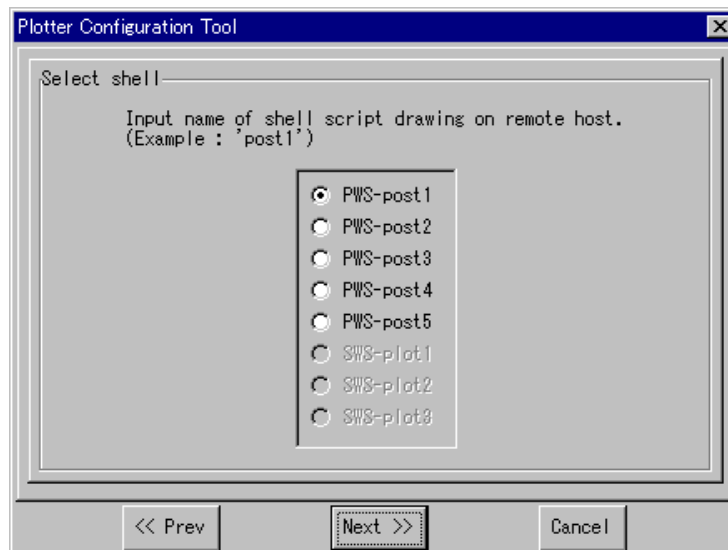 Plotter Configuration Tool
Select shell
Input name of shell script drawing on remote host.
(Example : 'post1')
PWS-post1
PWS-post2
PWS-post3
PWS-post4
PWS-post5
SWS-plot1
SWS-plot2
SWS-plot3
<< Prev
Next >>
Cancel